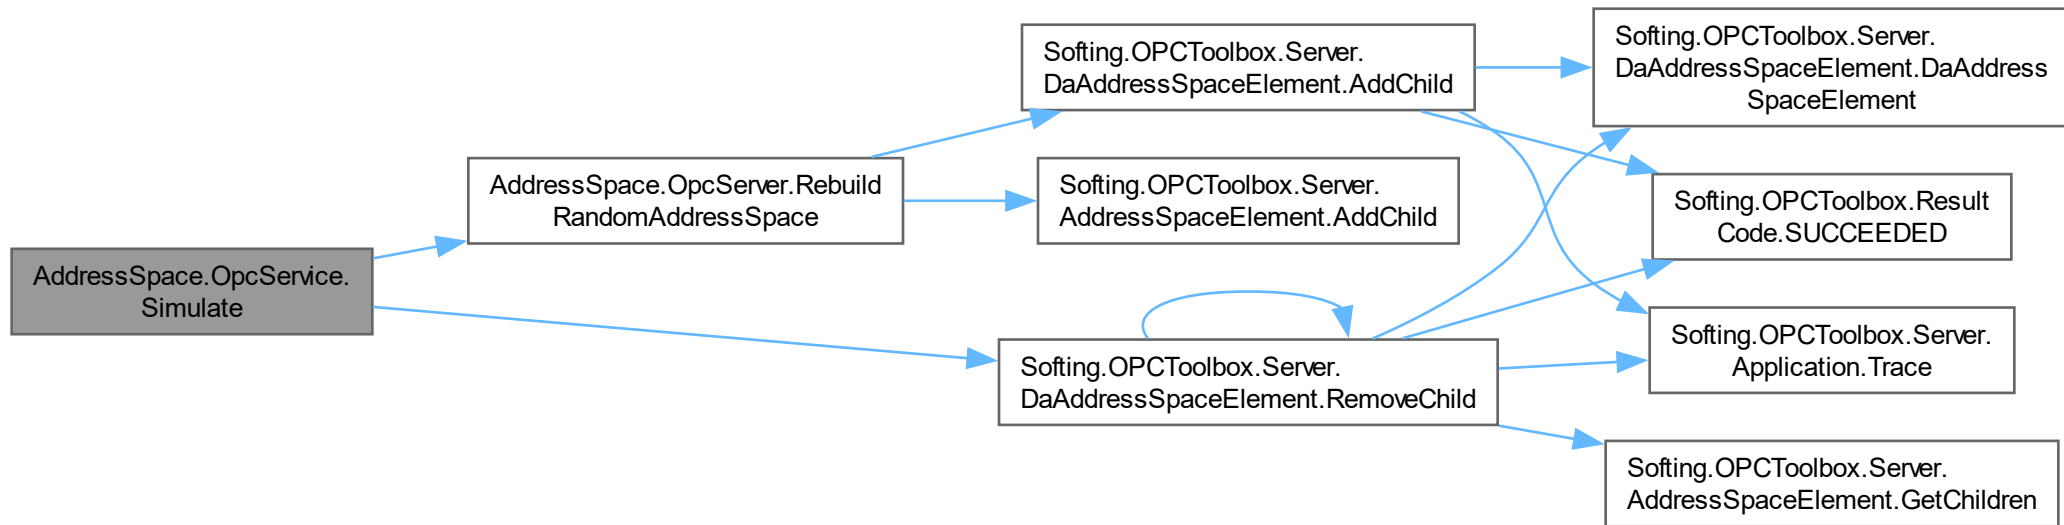 AddressSpace.OpcService.
Simulate
AddressSpace.OpcServer.Rebuild
RandomAddressSpace
Softing.OPCToolbox.Server.
DaAddressSpaceElement.AddChild
Softing.OPCToolbox.Server.
AddressSpaceElement.AddChild
Softing.OPCToolbox.Server.
DaAddressSpaceElement.RemoveChild
Softing.OPCToolbox.Server.
DaAddressSpaceElement.DaAddress
SpaceElement
Softing.OPCToolbox.Result
Code.SUCCEEDED
Softing.OPCToolbox.Server.
Application.Trace
Softing.OPCToolbox.Server.
AddressSpaceElement.GetChildren